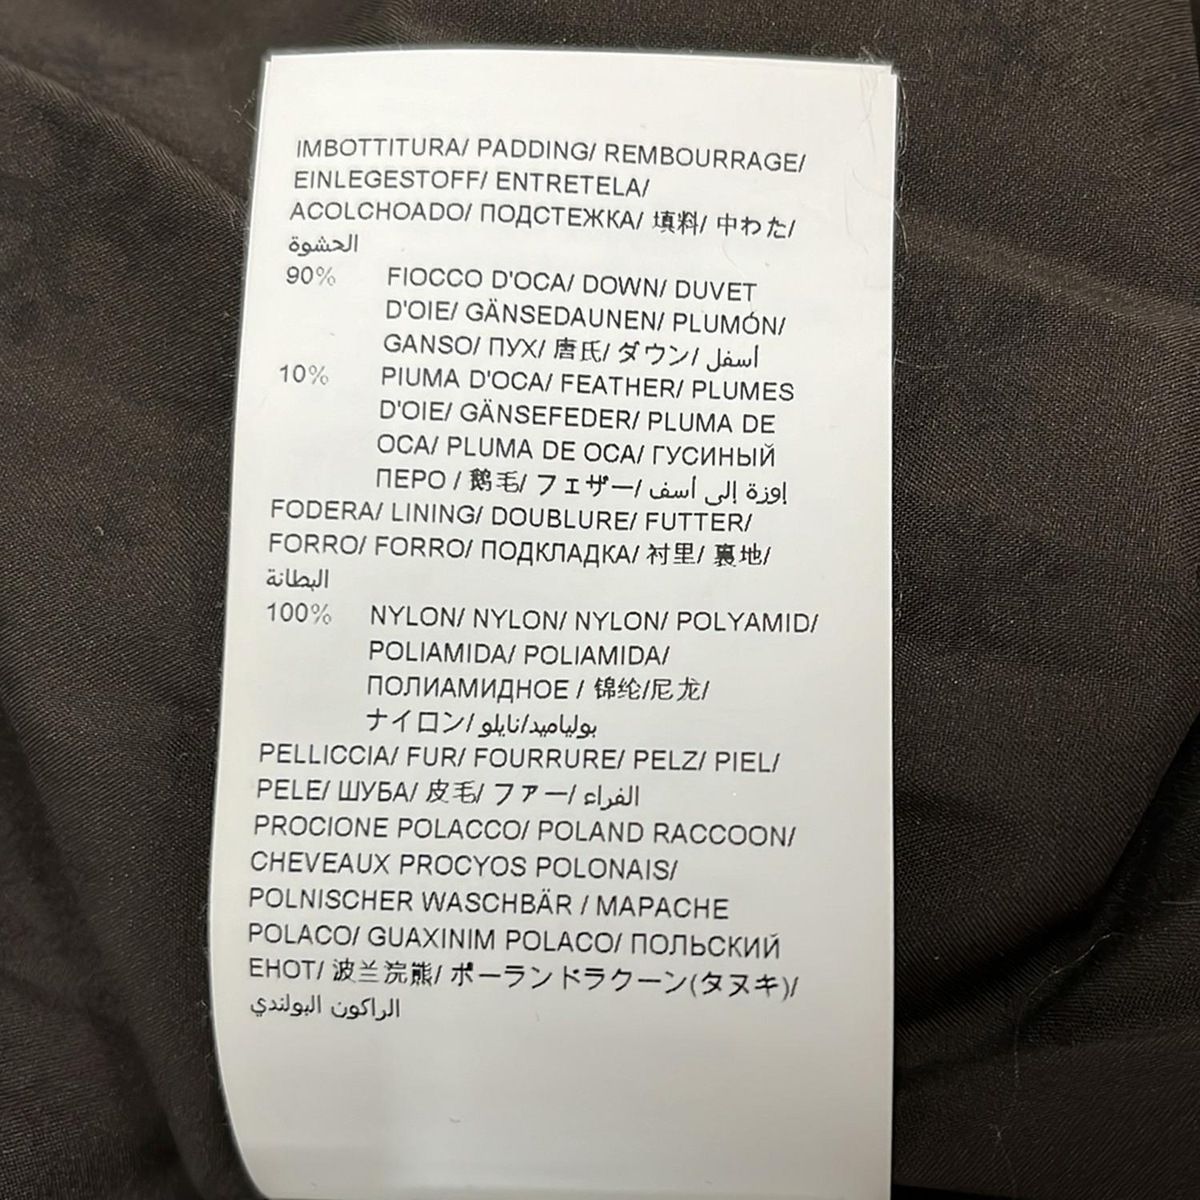 IMBOTTITURA/ PADDING/ REMBOURRAGE/
EINLEGESTOFF/ ENTRETELA/
ACOLCHOADO/ ПОДСТЕЖКА/ 填料/ 中わた/
الحشوة
90% FIOCCO D'OCA/ DOWN/ DUVET
D'OIE/ GÄNSEDAUNEN/ PLUMÓN/
GANSO/ ПУХ/ 唐氏/ ダウン/ أسفل
10% PIUMA D'OCA/ FEATHER/ PLUMES
D'OIE/ GÄNSEFEDER/ PLUMA DE
OCA/ PLUMA DE OCA/ ГУСИНЫЙ
ПЕРО / 鹅毛/ フェザー/ إوزة إلى أسف
FODERA/ LINING/ DOUBLURE/ FUTTER/
FORRO/ FORRO/ ПОДКЛАДКА/ 衬里/ 裏地/
البطانة
100% NYLON/ NYLON/ NYLON/ POLYAMID/
POLIAMIDA/ POLIAMIDA/
ПОЛИАМИДНОЕ / 锦纶/尼龙/
ナイロン/ بولياميد/نايلو
PELLICCIA/ FUR/ FOURRURE/ PELZ/ PIEL/
PELE/ ШУБА/ 皮毛/ ファー/ الفراء
PROCIONE POLACCO/ POLAND RACCOON/
CHEVEAUX PROCYOS POLONAIS/
POLNISCHER WASCHBÄR / MAPACHE
POLACO/ GUAXINIM POLACO/ ПОЛЬСКИЙ
ЕНОТ/ 波兰浣熊/ ポーランドラクーン(タヌキ)/
الراكون البولندي